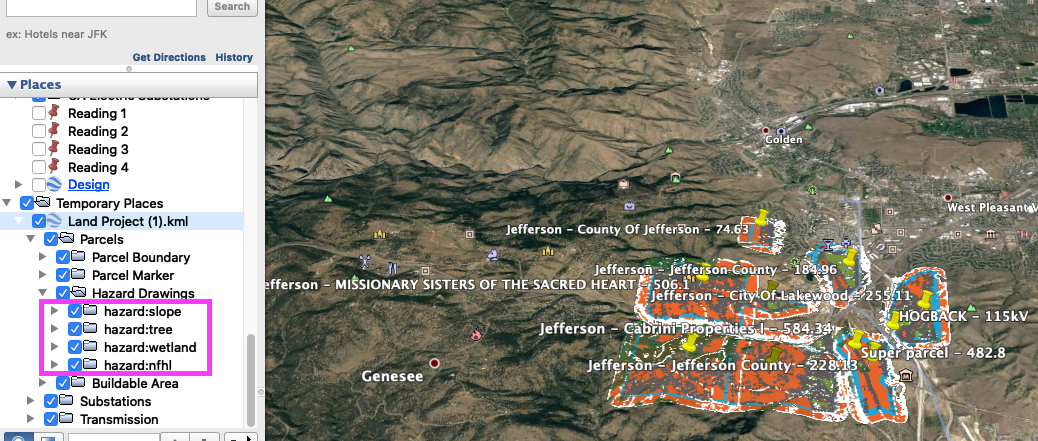 Search
ex: Hotels near JFK
Get Directions History
Places
Reading 1
Reading 2
Reading 3
Reading 4
Design
Temporary Places
Land Project (1).kml
Parcels
Parcel Boundary
Parcel Marker
Hazard Drawings
hazard:slope
hazard:tree
hazard:wetland
hazard:nfhl
Buildable Area
Substations
Transmission
Golden
West Pleasant V
Jefferson - County Of Jefferson - 74.63
Jefferson - Jefferson County - 184.96
efferson - MISSIONARY SISTERS OF THE SACRED HEART - 506.1
Jefferson - City Of Lakewood - 255.11
HOGBACK - 115kV
Jefferson - Cabrini Properties I - 584.34
Super parcel - 482.8
Jefferson - Jefferson County - 228.13
Genesee